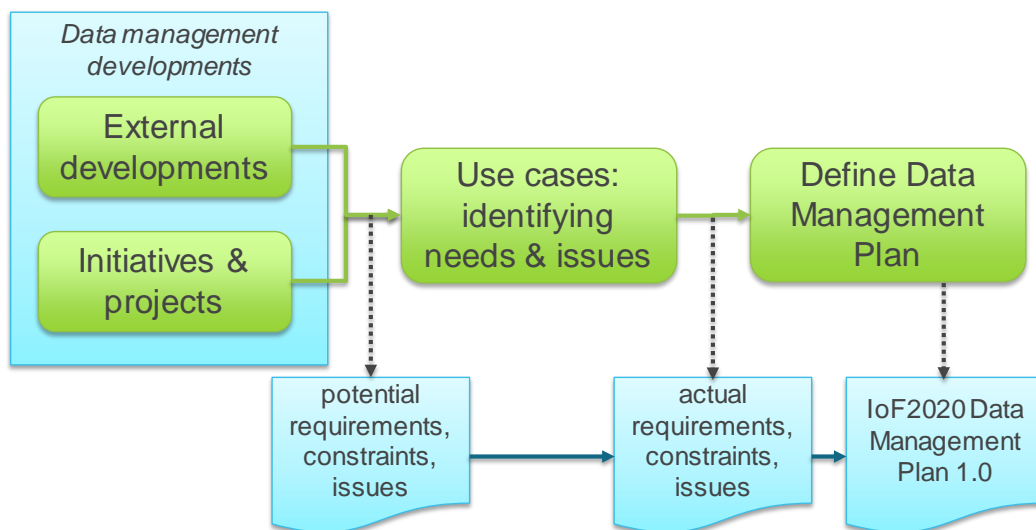 Data management
developments
External
developments
Initiatives &
projects
Use cases:
identifying
needs & issues
Define Data
Management
Plan
potential
requirements,
constraints,
issues
actual
requirements,
constraints,
issues
IoF2020 Data
Management
Plan 1.0